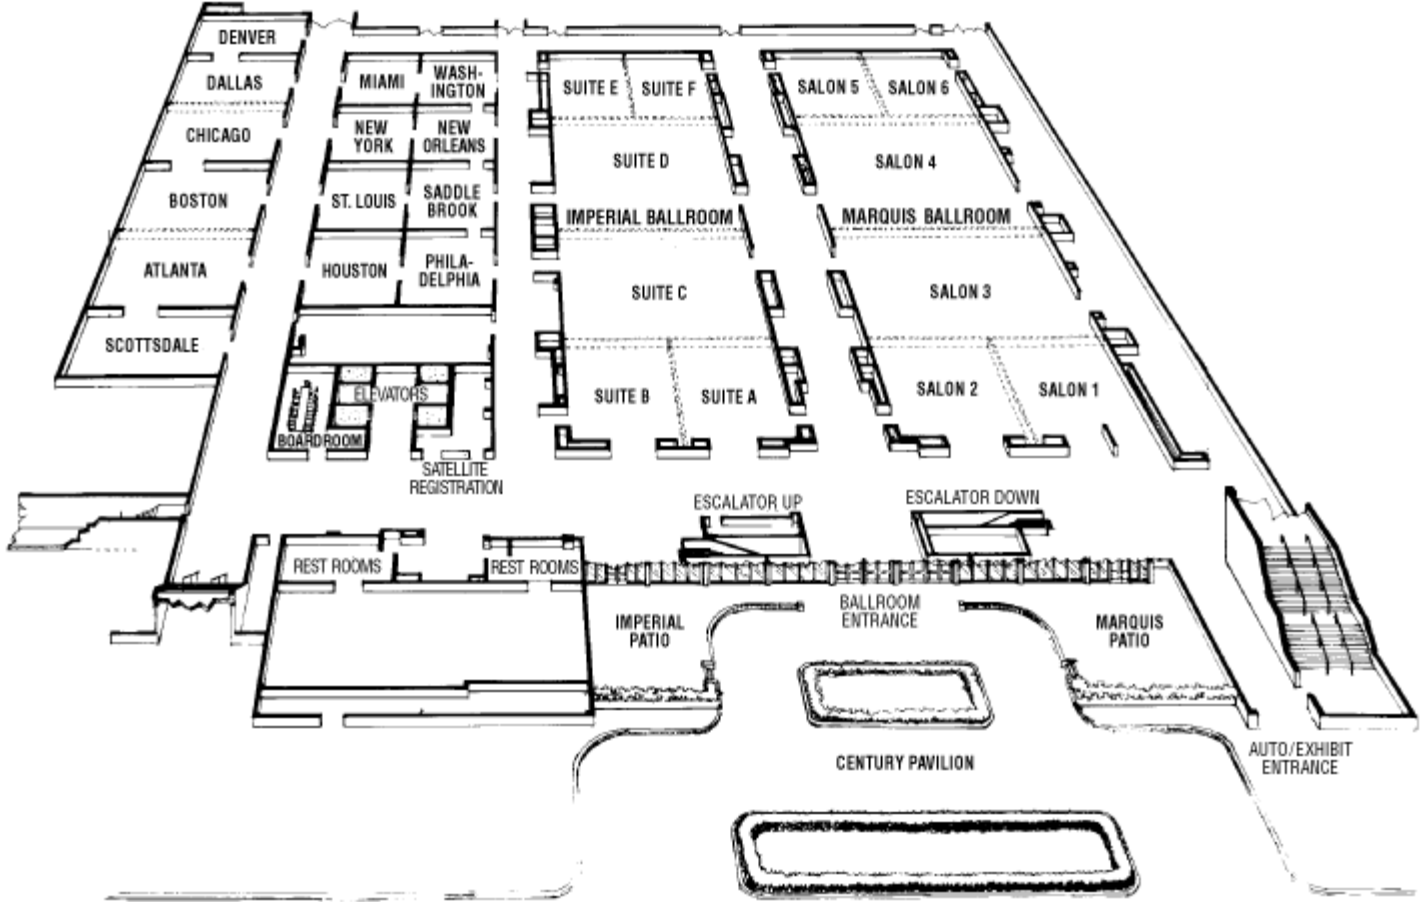 DENVER
DALLAS
CHICAGO
BOSTON
ATLANTA
SCOTTSDALE
MIAMI
WASH-
INGTON
NEW
YORK
NEW
ORLEANS
ST. LOUIS
SADDLE
BROOK
HOUSTON
PHILA-
DELPHIA
ELEVATORS
BOARDROOM
SATELLITE
REGISTRATION
SUITE E
SUITE F
SUITE D
IMPERIAL BALLROOM
SUITE C
SUITE B
SUITE A
SALON 5
SALON 6
SALON 4
MARQUIS BALLROOM
SALON 3
SALON 2
SALON 1
ESCALATOR UP
ESCALATOR DOWN
REST ROOMS
REST ROOMS
IMPERIAL
PATIO
BALLROOM
ENTRANCE
MARQUIS
PATIO
CENTURY PAVILION
AUTO/EXHIBIT
ENTRANCE